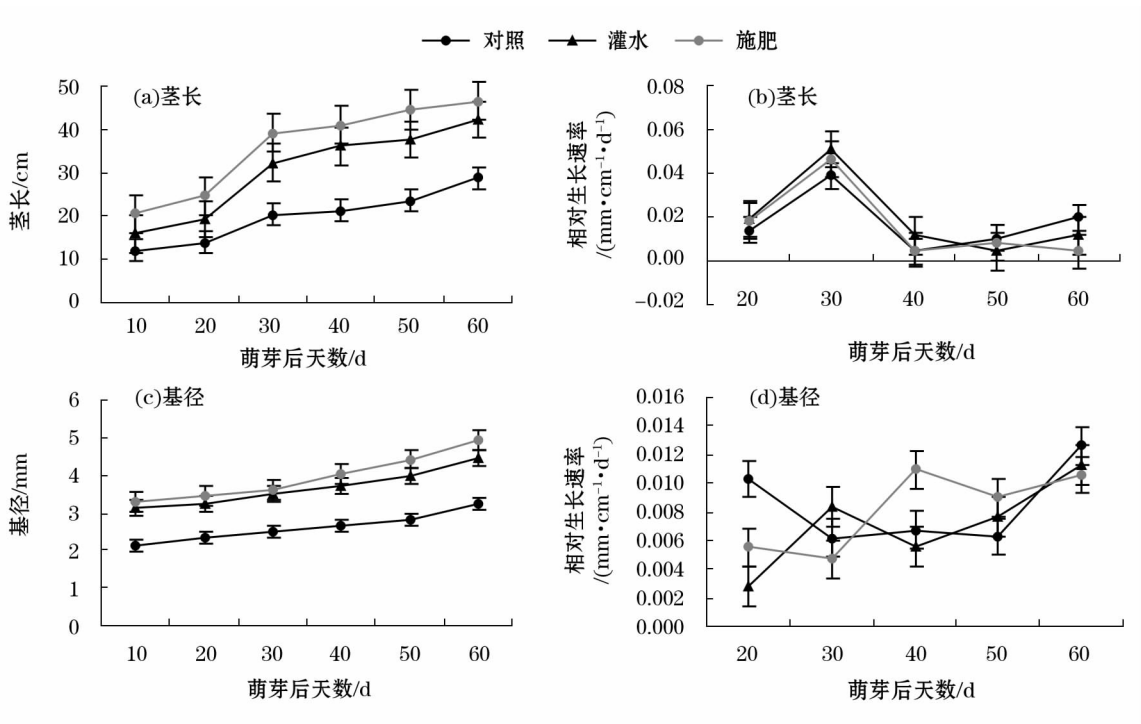 对照 灌水 施肥
(a)茎长
50
40
30
20
10
0
茎长/cm
10 20 30 40 50 60
萌芽后天数/d
(b)茎长
0.08
0.06
0.04
0.02
0.00
−0.02
相对生长速率
/(mm·cm⁻¹·d⁻¹)
20 30 40 50 60
萌芽后天数/d
(c)基径
6
5
4
3
2
1
0
基径/mm
10 20 30 40 50 60
萌芽后天数/d
(d)基径
0.016
0.014
0.012
0.010
0.008
0.006
0.004
0.002
0.000
相对生长速率
/(mm·cm⁻¹·d⁻¹)
20 30 40 50 60
萌芽后天数/d